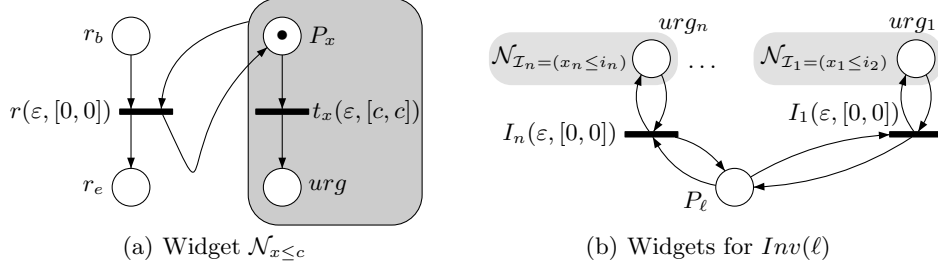 r_b
P_x
r(ε, [0, 0])
t_x(ε, [c, c])
r_e
urg
(a) Widget 𝒩_{x≤c}
urg_n
urg_1
𝒩_{ℐ_n=(x_n≤i_n)}
...
𝒩_{ℐ_1=(x_1≤i_2)}
I_n(ε, [0, 0])
I_1(ε, [0, 0])
P_ℓ
(b) Widgets for Inv(ℓ)